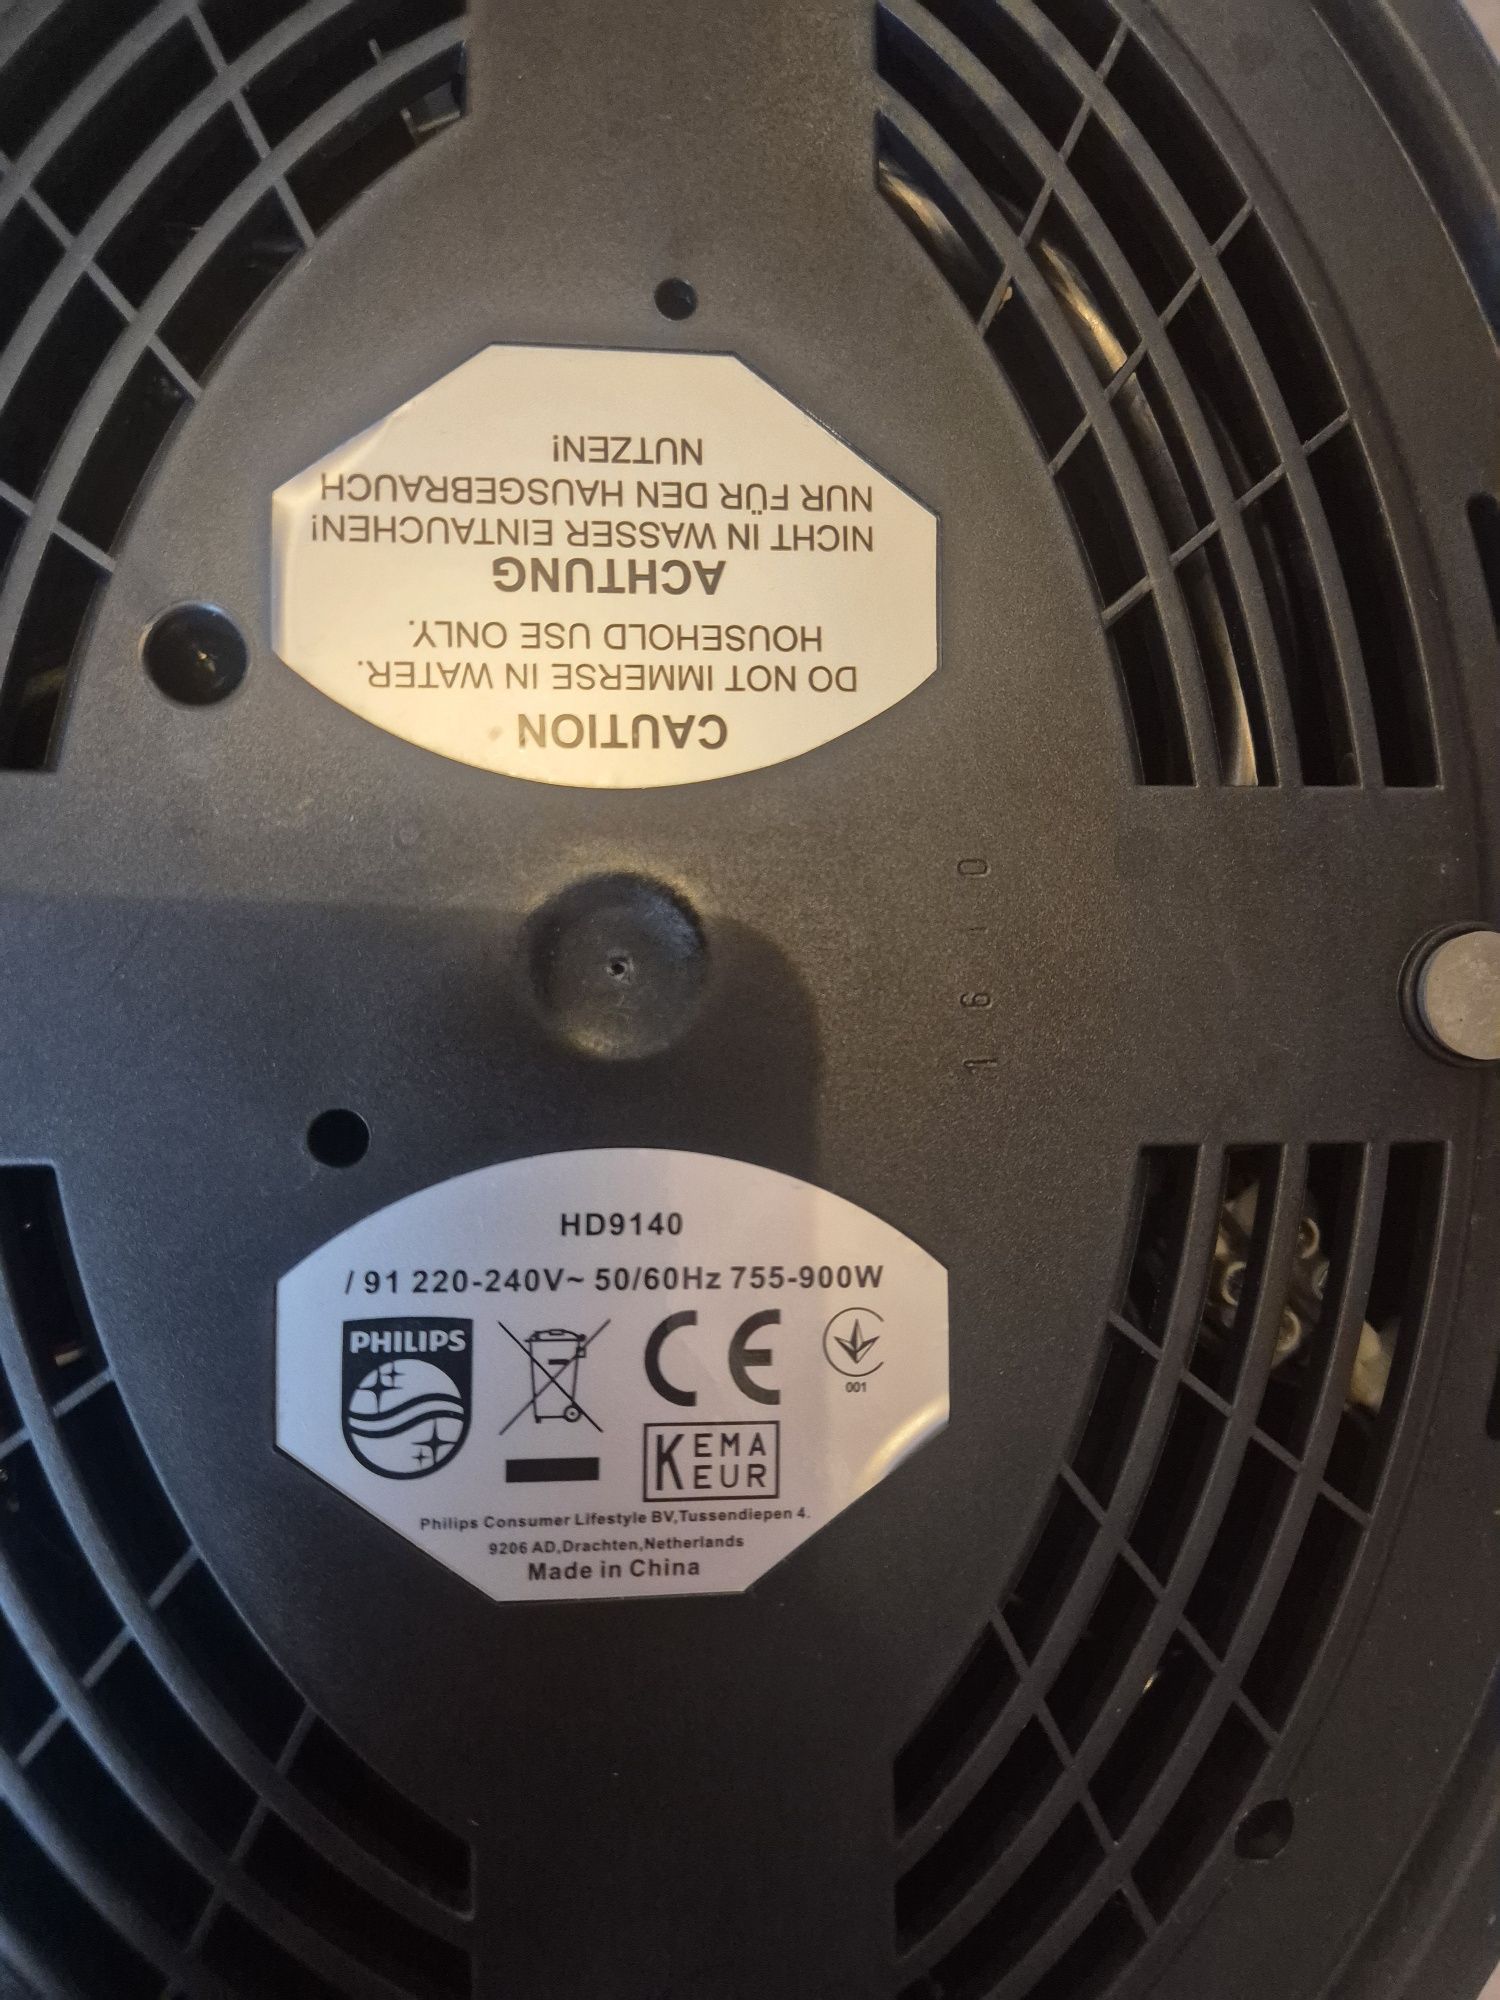 CAUTION
DO NOT IMMERSE IN WATER.
HOUSEHOLD USE ONLY.
ACHTUNG
NICHT IN WASSER EINTAUCHEN!
NUR FÜR DEN HAUSGEBRAUCH
NUTZEN!
1610
HD9140
/ 91 220-240V~ 50/60Hz 755-900W
PHILIPS
CE
001
KEMA
EUR
Philips Consumer Lifestyle BV,Tussendiepen 4.
9206 AD,Drachten,Netherlands
Made in China